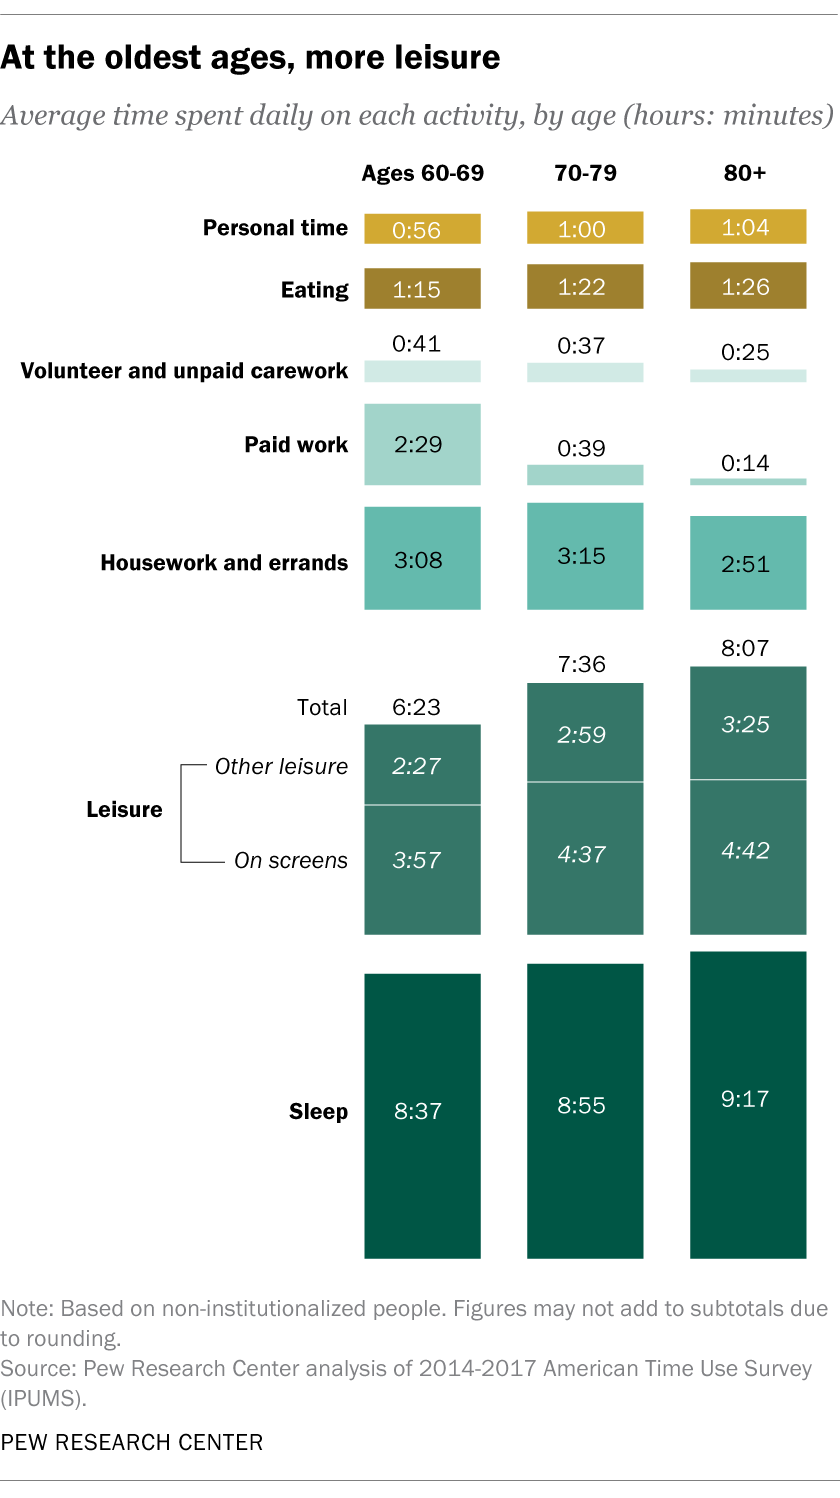 At the oldest ages, more leisure
Average time spent daily on each activity, by age (hours: minutes)
Ages 60-69 70-79 80+
Personal time 0:56 1:00 1:04
Eating 1:15 1:22 1:26
0:41 0:37 0:25
Volunteer and unpaid carework
Paid work 2:29 0:39 0:14
Housework and errands 3:08 3:15 2:51
8:07
7:36
Total 6:23
Other leisure 2:27 2:59 3:25
Leisure
On screens 3:57 4:37 4:42
Sleep 8:37 8:55 9:17
Note: Based on non-institutionalized people. Figures may not add to subtotals due
to rounding.
Source: Pew Research Center analysis of 2014-2017 American Time Use Survey
(IPUMS).
PEW RESEARCH CENTER